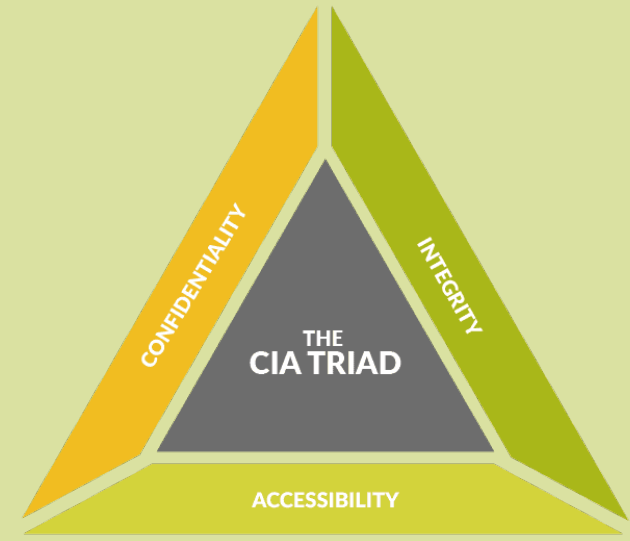 CONFIDENTIALITY
INTEGRITY
THE
CIA TRIAD
ACCESSIBILITY